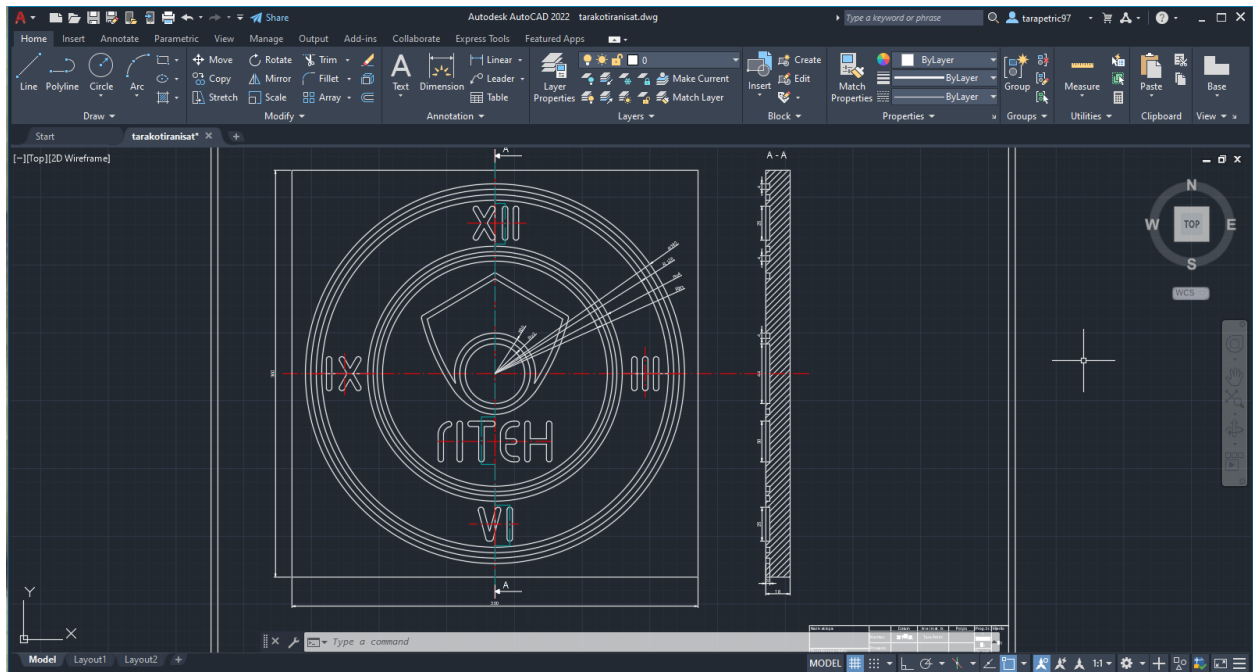 Share
Autodesk AutoCAD 2022 tarakotiranisat.dwg
Type a keyword or phrase
tarapetric97
Home Insert Annotate Parametric View Manage Output Add-ins Collaborate Express Tools Featured Apps
Line Polyline Circle Arc
Move Rotate Trim
Copy Mirror Fillet
Stretch Scale Array
Text Dimension
Linear
Leader
Table
Layer Properties
0
Make Current
Match Layer
Insert
Create
Edit
Match Properties
ByLayer
ByLayer
ByLayer
Group
Measure
Paste
Base
Draw Modify Annotation Layers Block Properties Groups Utilities Clipboard View
Start tarakotiranisat* +
[−][Top][2D Wireframe]
A
A - A
XII
IX
III
RITEH
VI
A
N
W TOP E
S
WCS
Y
X
Type a command
Model Layout1 Layout2 +
MODEL
1:1